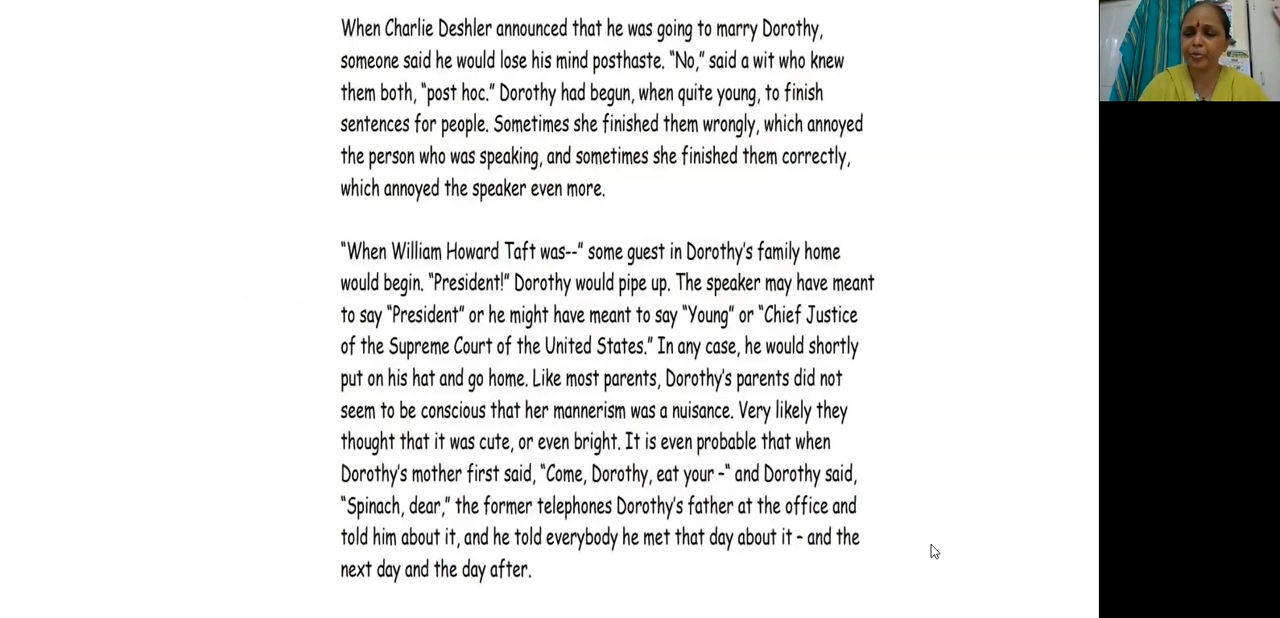 When Charlie Deshler announced that he was going to marry Dorothy,
someone said he would lose his mind posthaste. “No,” said a wit who knew
them both, “post hoc.” Dorothy had begun, when quite young, to finish
sentences for people. Sometimes she finished them wrongly, which annoyed
the person who was speaking, and sometimes she finished them correctly,
which annoyed the speaker even more.
“When William Howard Taft was--” some guest in Dorothy’s family home
would begin. “President!” Dorothy would pipe up. The speaker may have meant
to say “President” or he might have meant to say “Young” or “Chief Justice
of the Supreme Court of the United States.” In any case, he would shortly
put on his hat and go home. Like most parents, Dorothy’s parents did not
seem to be conscious that her mannerism was a nuisance. Very likely they
thought that it was cute, or even bright. It is even probable that when
Dorothy’s mother first said, “Come, Dorothy, eat your -“ and Dorothy said,
“Spinach, dear,” the former telephones Dorothy’s father at the office and
told him about it, and he told everybody he met that day about it – and the
next day and the day after.